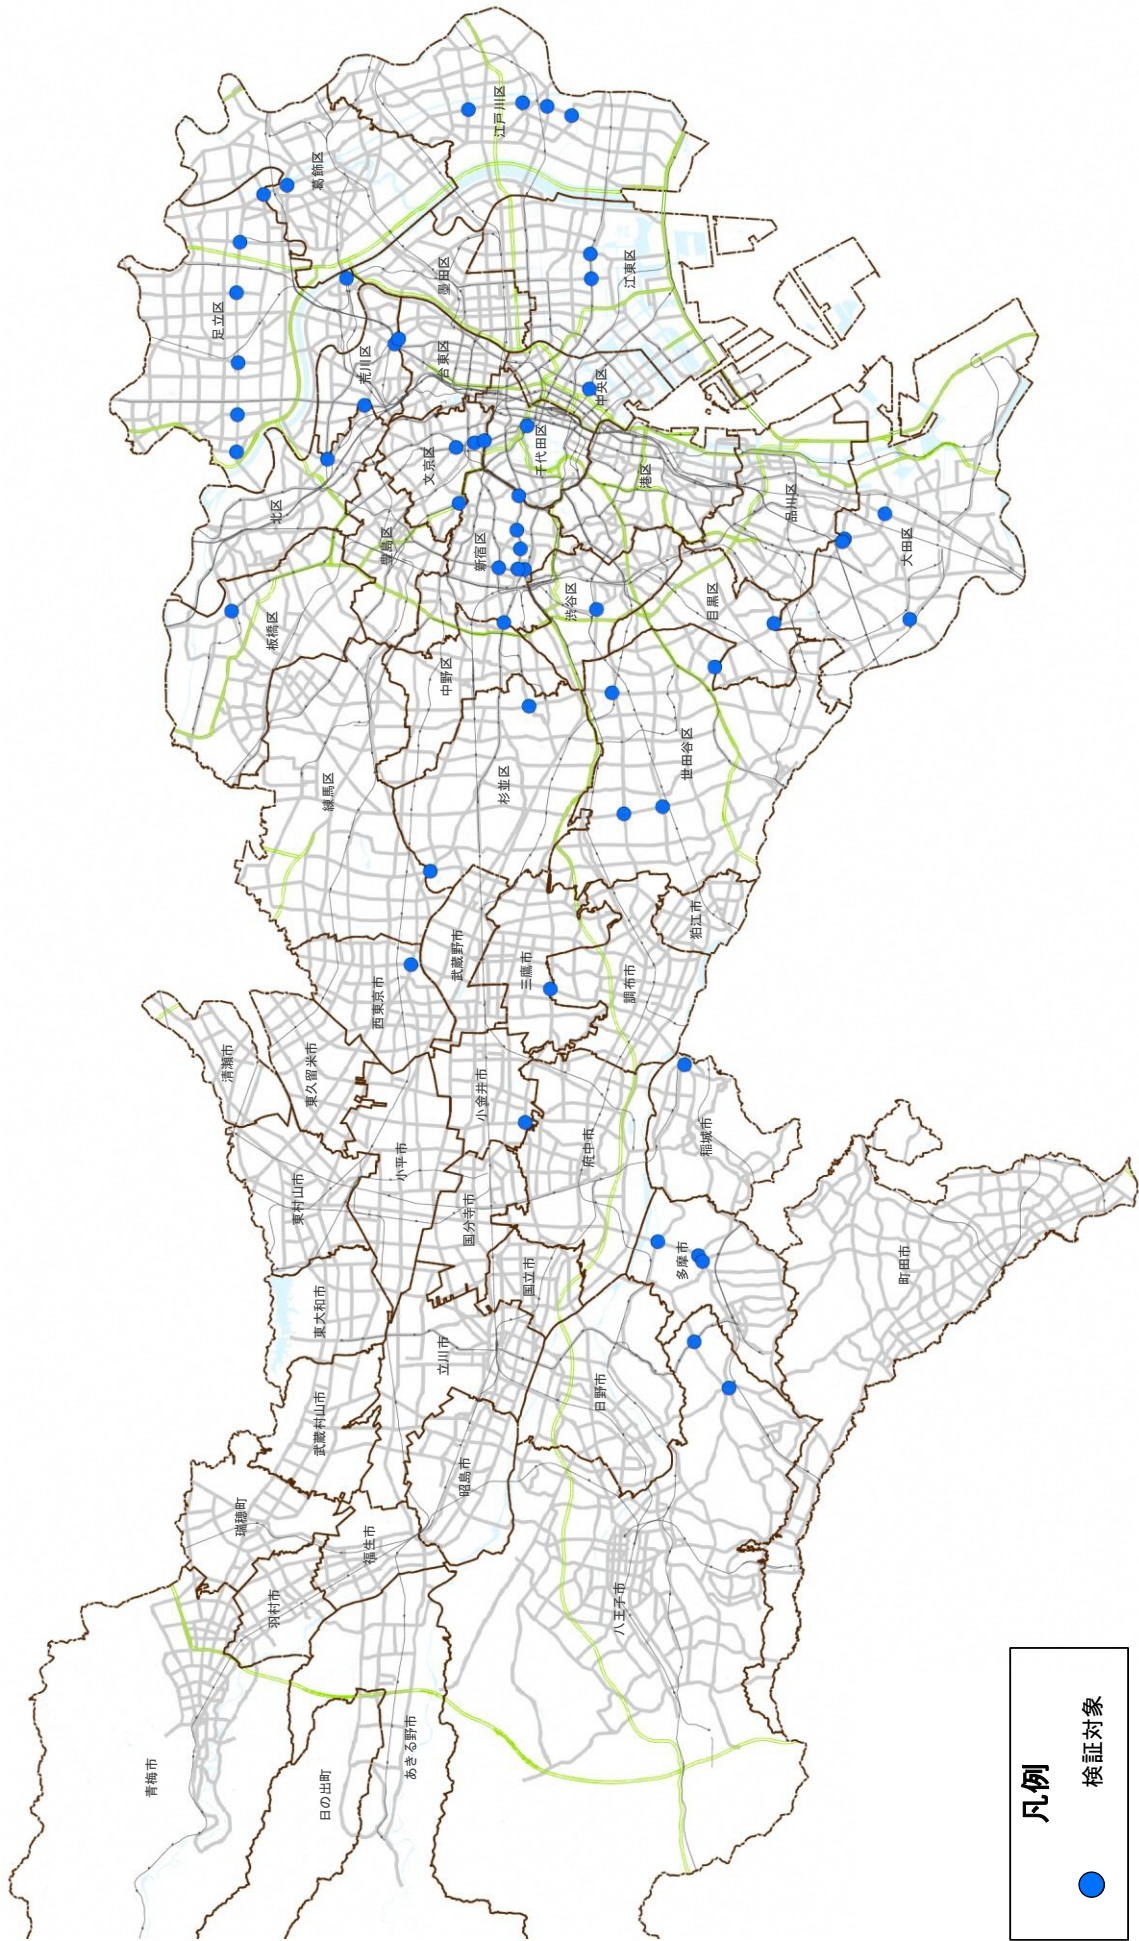 青梅市
日の出町
あきる野市
八王子市
羽村市
瑞穂町
福生市
昭島市
武蔵村山市
東大和市
立川市
日野市
東村山市
小平市
国分寺市
国立市
府中市
多摩市
稲城市
町田市
清瀬市
東久留米市
西東京市
小金井市
武蔵野市
三鷹市
調布市
狛江市
練馬区
杉並区
世田谷区
板橋区
中野区
豊島区
新宿区
渋谷区
目黒区
北区
文京区
千代田区
港区
品川区
大田区
足立区
荒川区
台東区
中央区
葛飾区
墨田区
江東区
江戸川区
凡例
検証対象